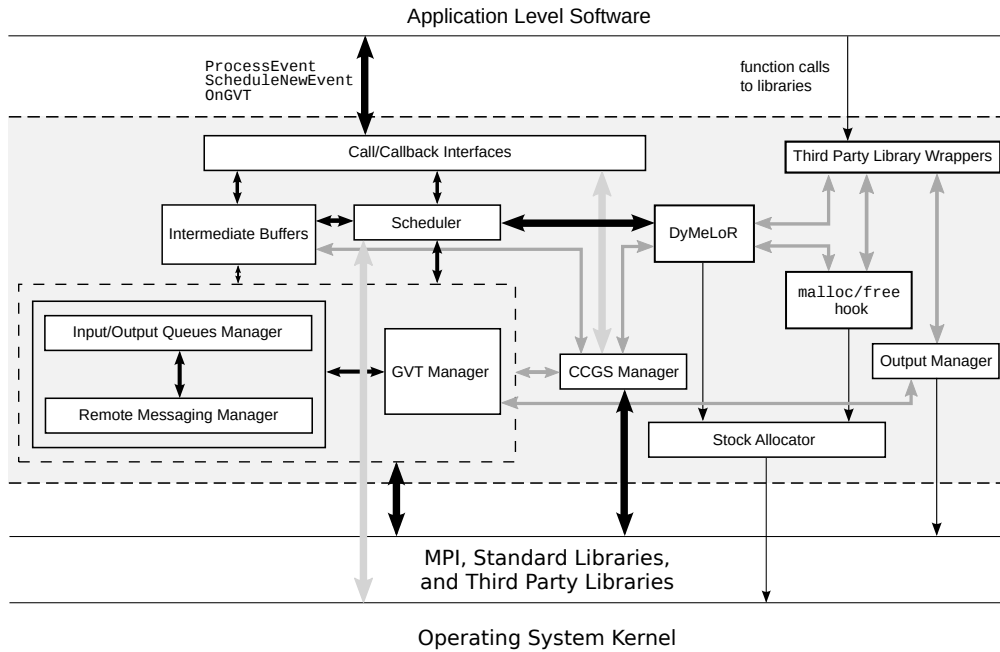 Application Level Software
ProcessEvent
ScheduleNewEvent
OnGVT
function calls
to libraries
Call/Callback Interfaces
Third Party Library Wrappers
Intermediate Buffers
Scheduler
DyMeLoR
malloc/free
hook
Input/Output Queues Manager
GVT Manager
CCGS Manager
Output Manager
Remote Messaging Manager
Stock Allocator
MPI, Standard Libraries,
and Third Party Libraries
Operating System Kernel